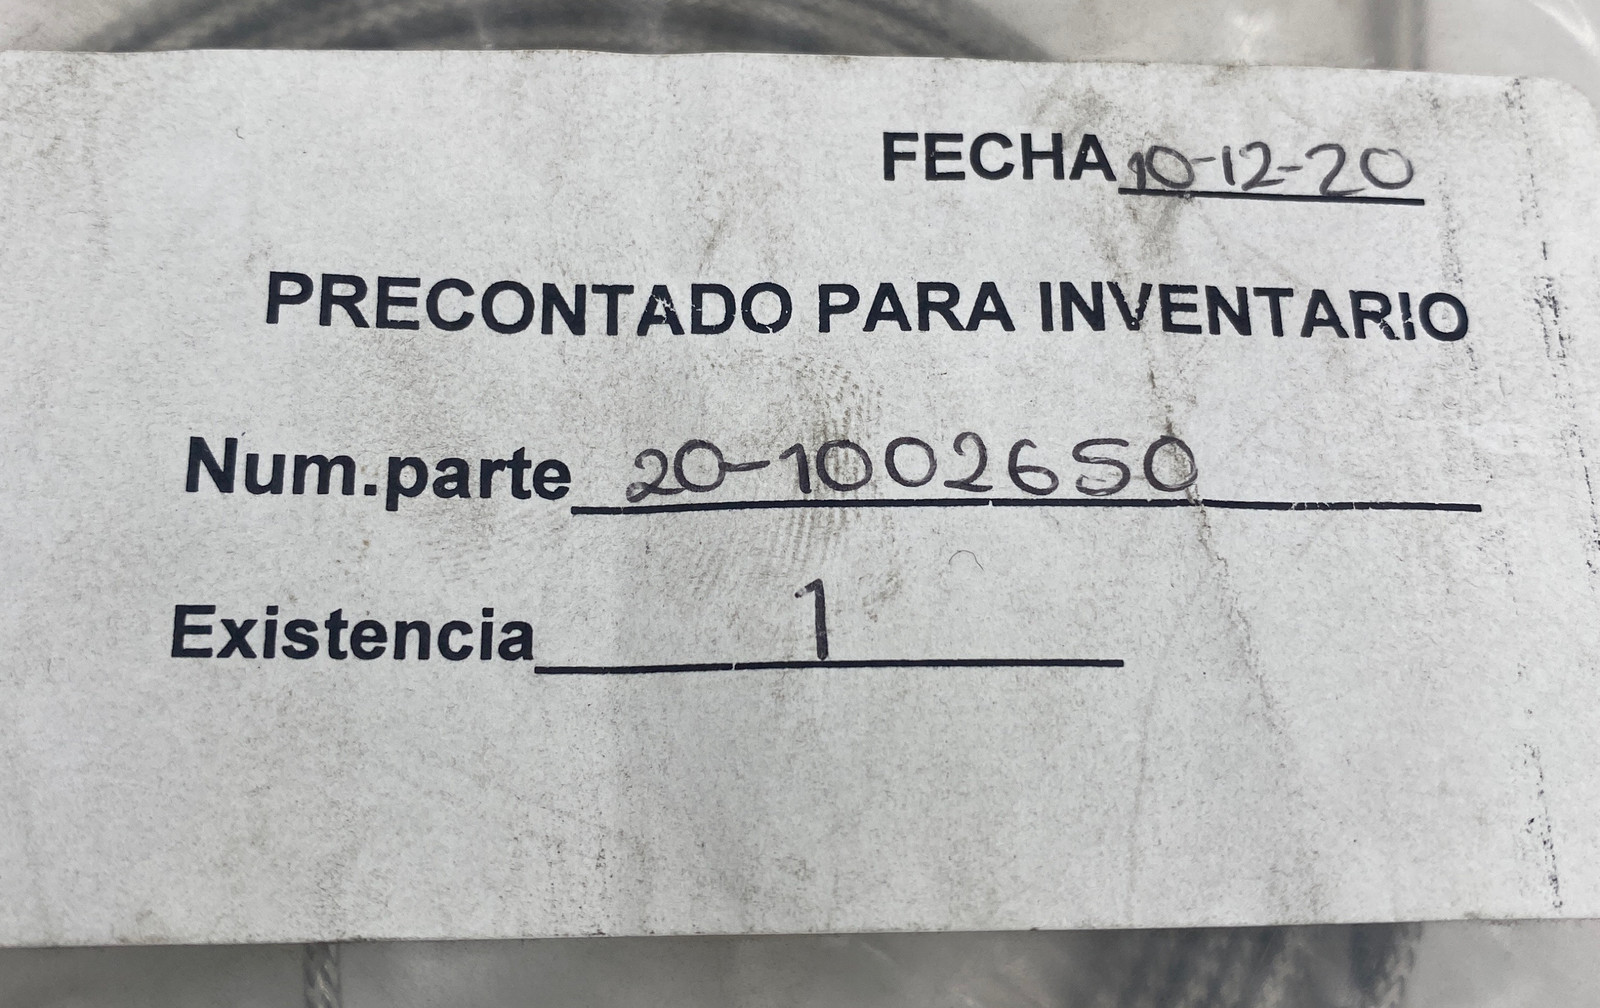 FECHA 10-12-20
PRECONTADO PARA INVENTARIO
Num.parte 20-1002650
Existencia 1